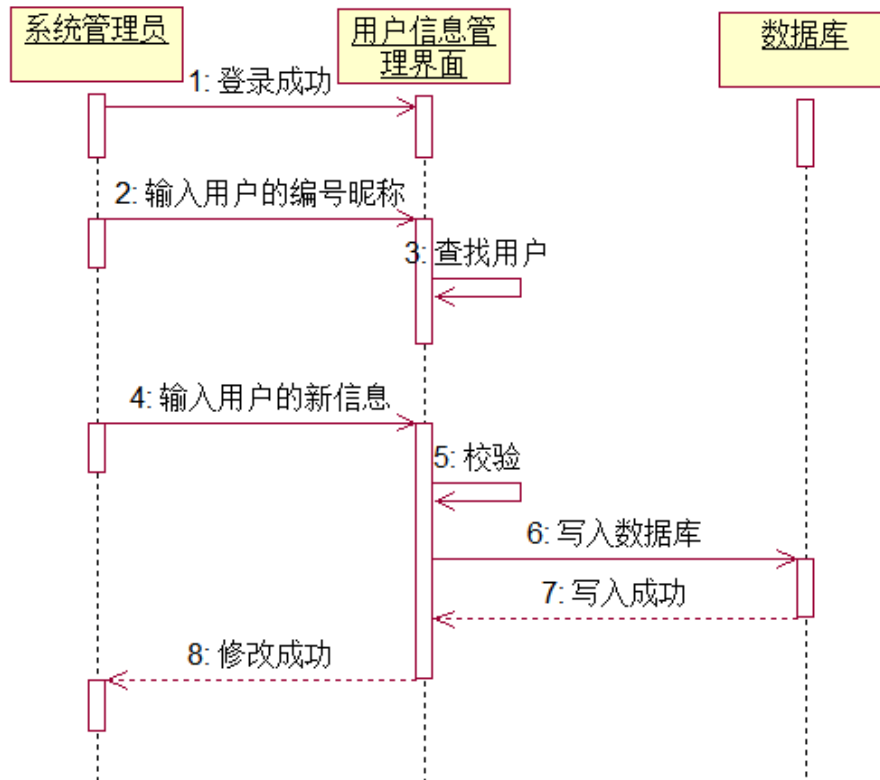 系统管理员
用户信息管
理界面
数据库
1: 登录成功
2: 输入用户的编号昵称
3: 查找用户
4: 输入用户的新信息
5: 校验
6: 写入数据库
7: 写入成功
8: 修改成功